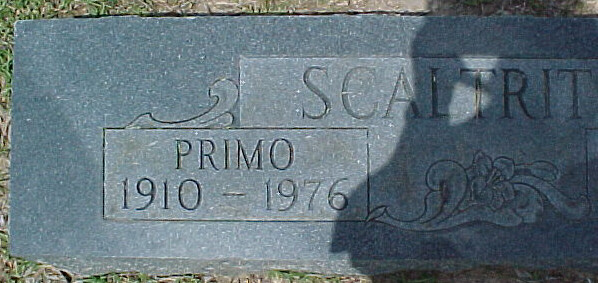 SCALTRIT
PRIMO
1910 – 1976